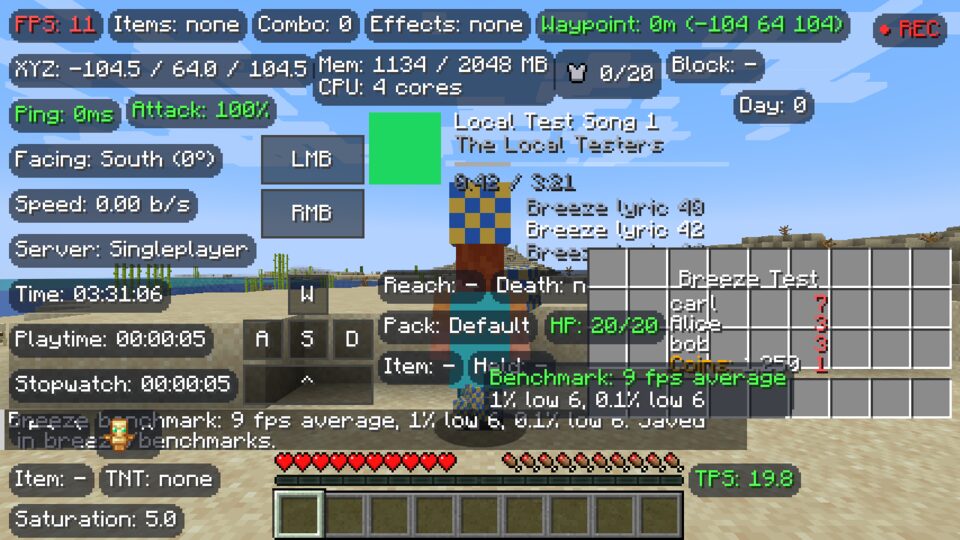 FPS: 11 Items: none Combo: 0 Effects: none Waypoint: 0m (-104 64 104) REC
XYZ: -104.5 / 64.0 / 104.5
Mem: 1134 / 2048 MB
CPU: 4 cores
0/20
Block: -
Day: 0
Ping: 0ms
Attack: 100%
Local Test Song 1
The Local Testers
0:42 / 3:21
LMB
Facing: South (0°)
RMB
Speed: 0.00 b/s
Breeze lyric 42
Server: Singleplayer
Breeze Test
carl 7
Alice 3
bob 3
Coins: 1,250 1
Time: 03:31:06
W
Reach: - Death: n
Playtime: 00:00:05
A S D
Pack: Default
HP: 20/20
Item: -
Stopwatch: 00:00:05
^
Benchmark: 9 fps average
1% low 6, 0.1% low 6
Breeze benchmark: 9 fps average, 1% low 6, 0.1% low 6. Saved
in breeze benchmarks.
Item: - TNT: none
TPS: 19.8
Saturation: 5.0